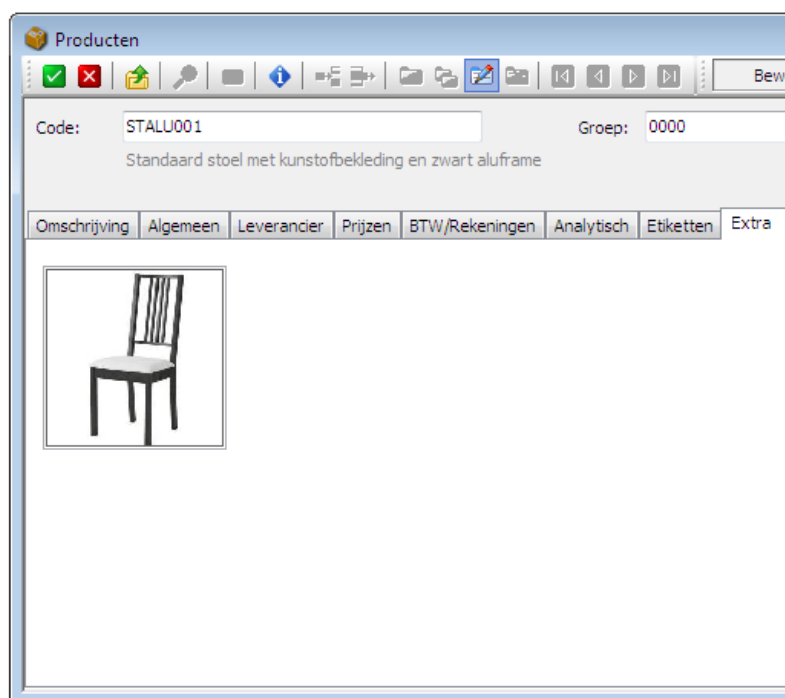 Producten
Bew
Code: STALU001 Groep: 0000
Standaard stoel met kunstofbekleding en zwart aluframe
Omschrijving Algemeen Leverancier Prijzen BTW/Rekeningen Analytisch Etiketten Extra